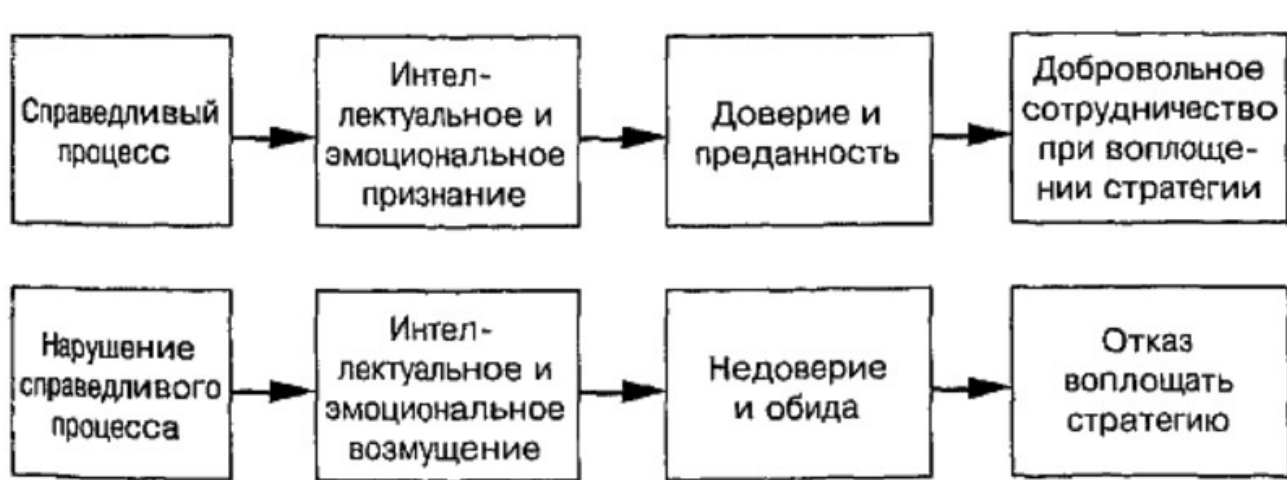 Справедливый
процесс
Интел-
лектуальное и
эмоциональное
признание
Доверие и
преданность
Добровольное
сотрудничество
при воплоще-
нии стратегии
Нарушение
справедливого
процесса
Интел-
лектуальное и
эмоциональное
возмущение
Недоверие
и обида
Отказ
воплощать
стратегию